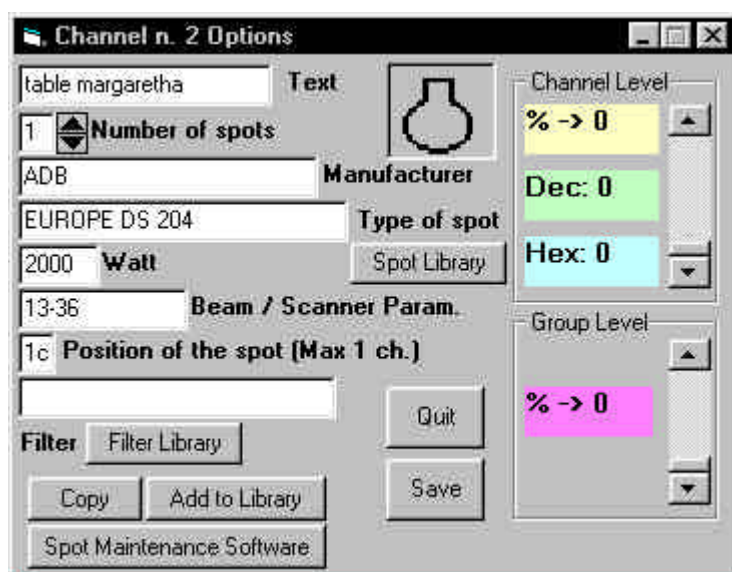 Channel n. 2 Options
table margaretha Text
1 Number of spots
ADB Manufacturer
EUROPE DS 204 Type of spot
2000 Watt Spot Library
13-36 Beam / Scanner Param.
1c Position of the spot (Max 1 ch.)
Filter Filter Library
Copy Add to Library
Spot Maintenance Software
Quit
Save
Channel Level
% -> 0
Dec: 0
Hex: 0
Group Level
% -> 0